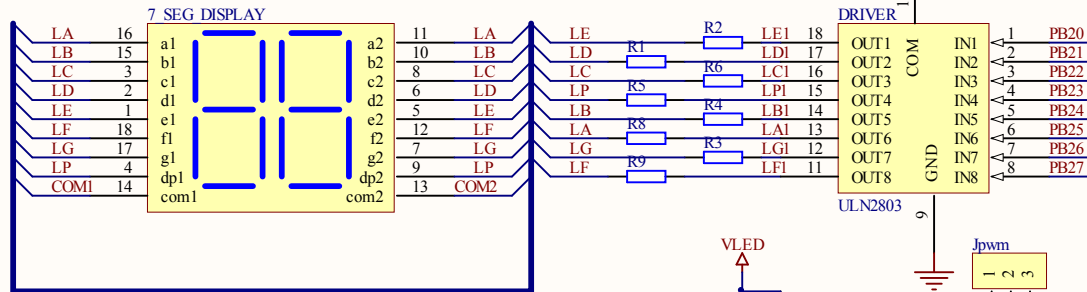 7 SEG DISPLAY
DRIVER
1
LA 16 a1 a2 11 LA
LB 15 b1 b2 10 LB
LC 3 c1 c2 8 LC
LD 2 d1 d2 6 LD
LE 1 e1 e2 5 LE
LF 18 f1 f2 12 LF
LG 17 g1 g2 7 LG
LP 4 dp1 dp2 9 LP
COM1 14 com1 com2 13 COM2
LE R2 LE1 18 OUT1 IN1 1 PB20
LD R1 LD1 17 OUT2 IN2 2 PB21
LC R6 LC1 16 OUT3 IN3 3 PB22
LP R5 LP1 15 OUT4 IN4 4 PB23
LB R4 LB1 14 OUT5 IN5 5 PB24
LA R8 LA1 13 OUT6 IN6 6 PB25
LG R3 LG1 12 OUT7 IN7 7 PB26
LF R9 LF1 11 OUT8 IN8 8 PB27
COM
GND
ULN2803
9
VLED
Jpwm
1 2 3